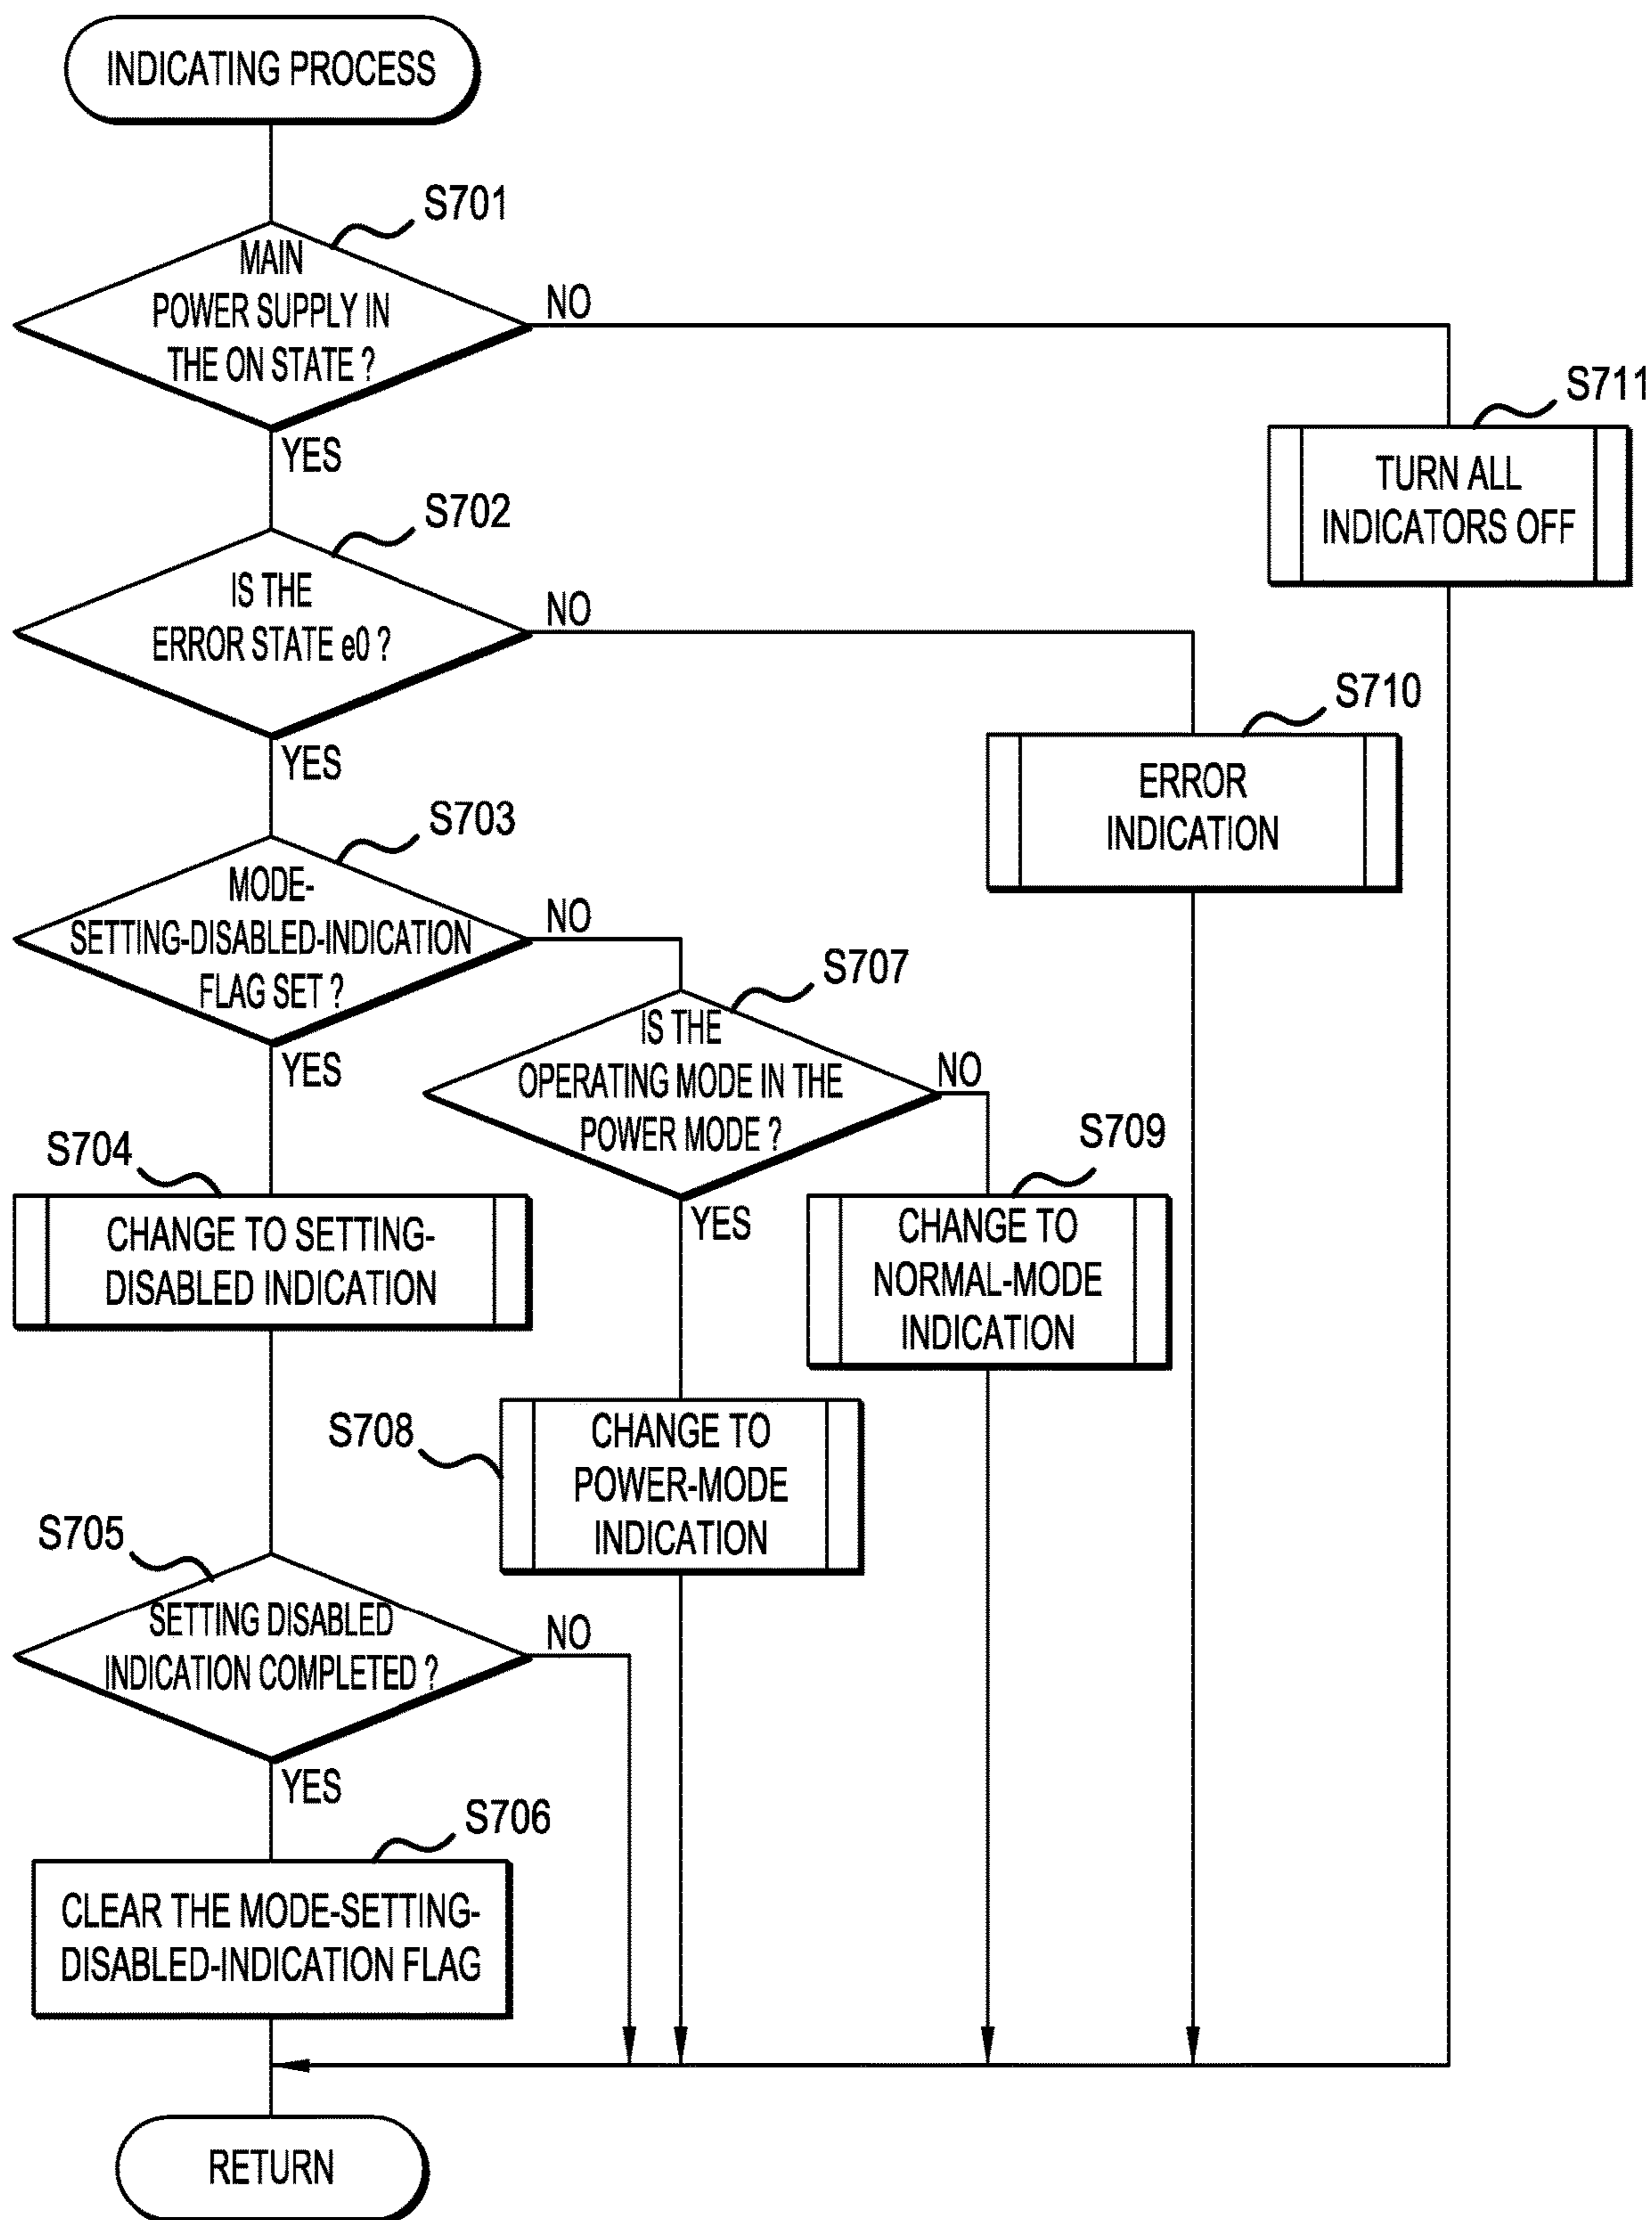 INDICATING PROCESS
S701
MAIN
POWER SUPPLY IN
THE ON STATE ?
NO
YES
S711
TURN ALL
INDICATORS OFF
S702
IS THE
ERROR STATE e0 ?
NO
YES
S710
ERROR
INDICATION
S703
MODE-
SETTING-DISABLED-INDICATION
FLAG SET ?
NO
YES
S707
IS THE
OPERATING MODE IN THE
POWER MODE ?
NO
YES
S704
CHANGE TO SETTING-
DISABLED INDICATION
S709
CHANGE TO
NORMAL-MODE
INDICATION
S708
CHANGE TO
POWER-MODE
INDICATION
S705
SETTING DISABLED
INDICATION COMPLETED ?
NO
YES
S706
CLEAR THE MODE-SETTING-
DISABLED-INDICATION FLAG
RETURN